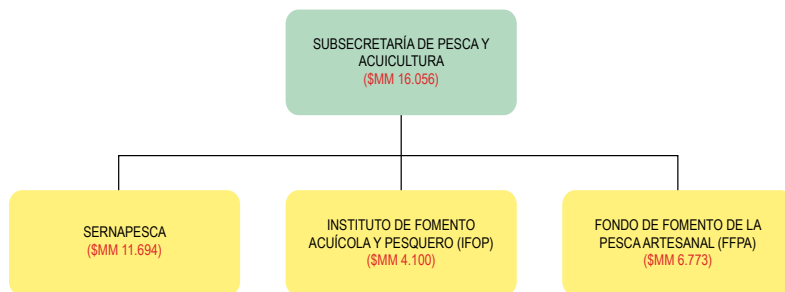 SUBSECRETARÍA DE PESCA Y
ACUICULTURA
($MM 16.056)
SERNAPESCA
($MM 11.694)
INSTITUTO DE FOMENTO
ACUÍCOLA Y PESQUERO (IFOP)
($MM 4.100)
FONDO DE FOMENTO DE LA
PESCA ARTESANAL (FFPA)
($MM 6.773)